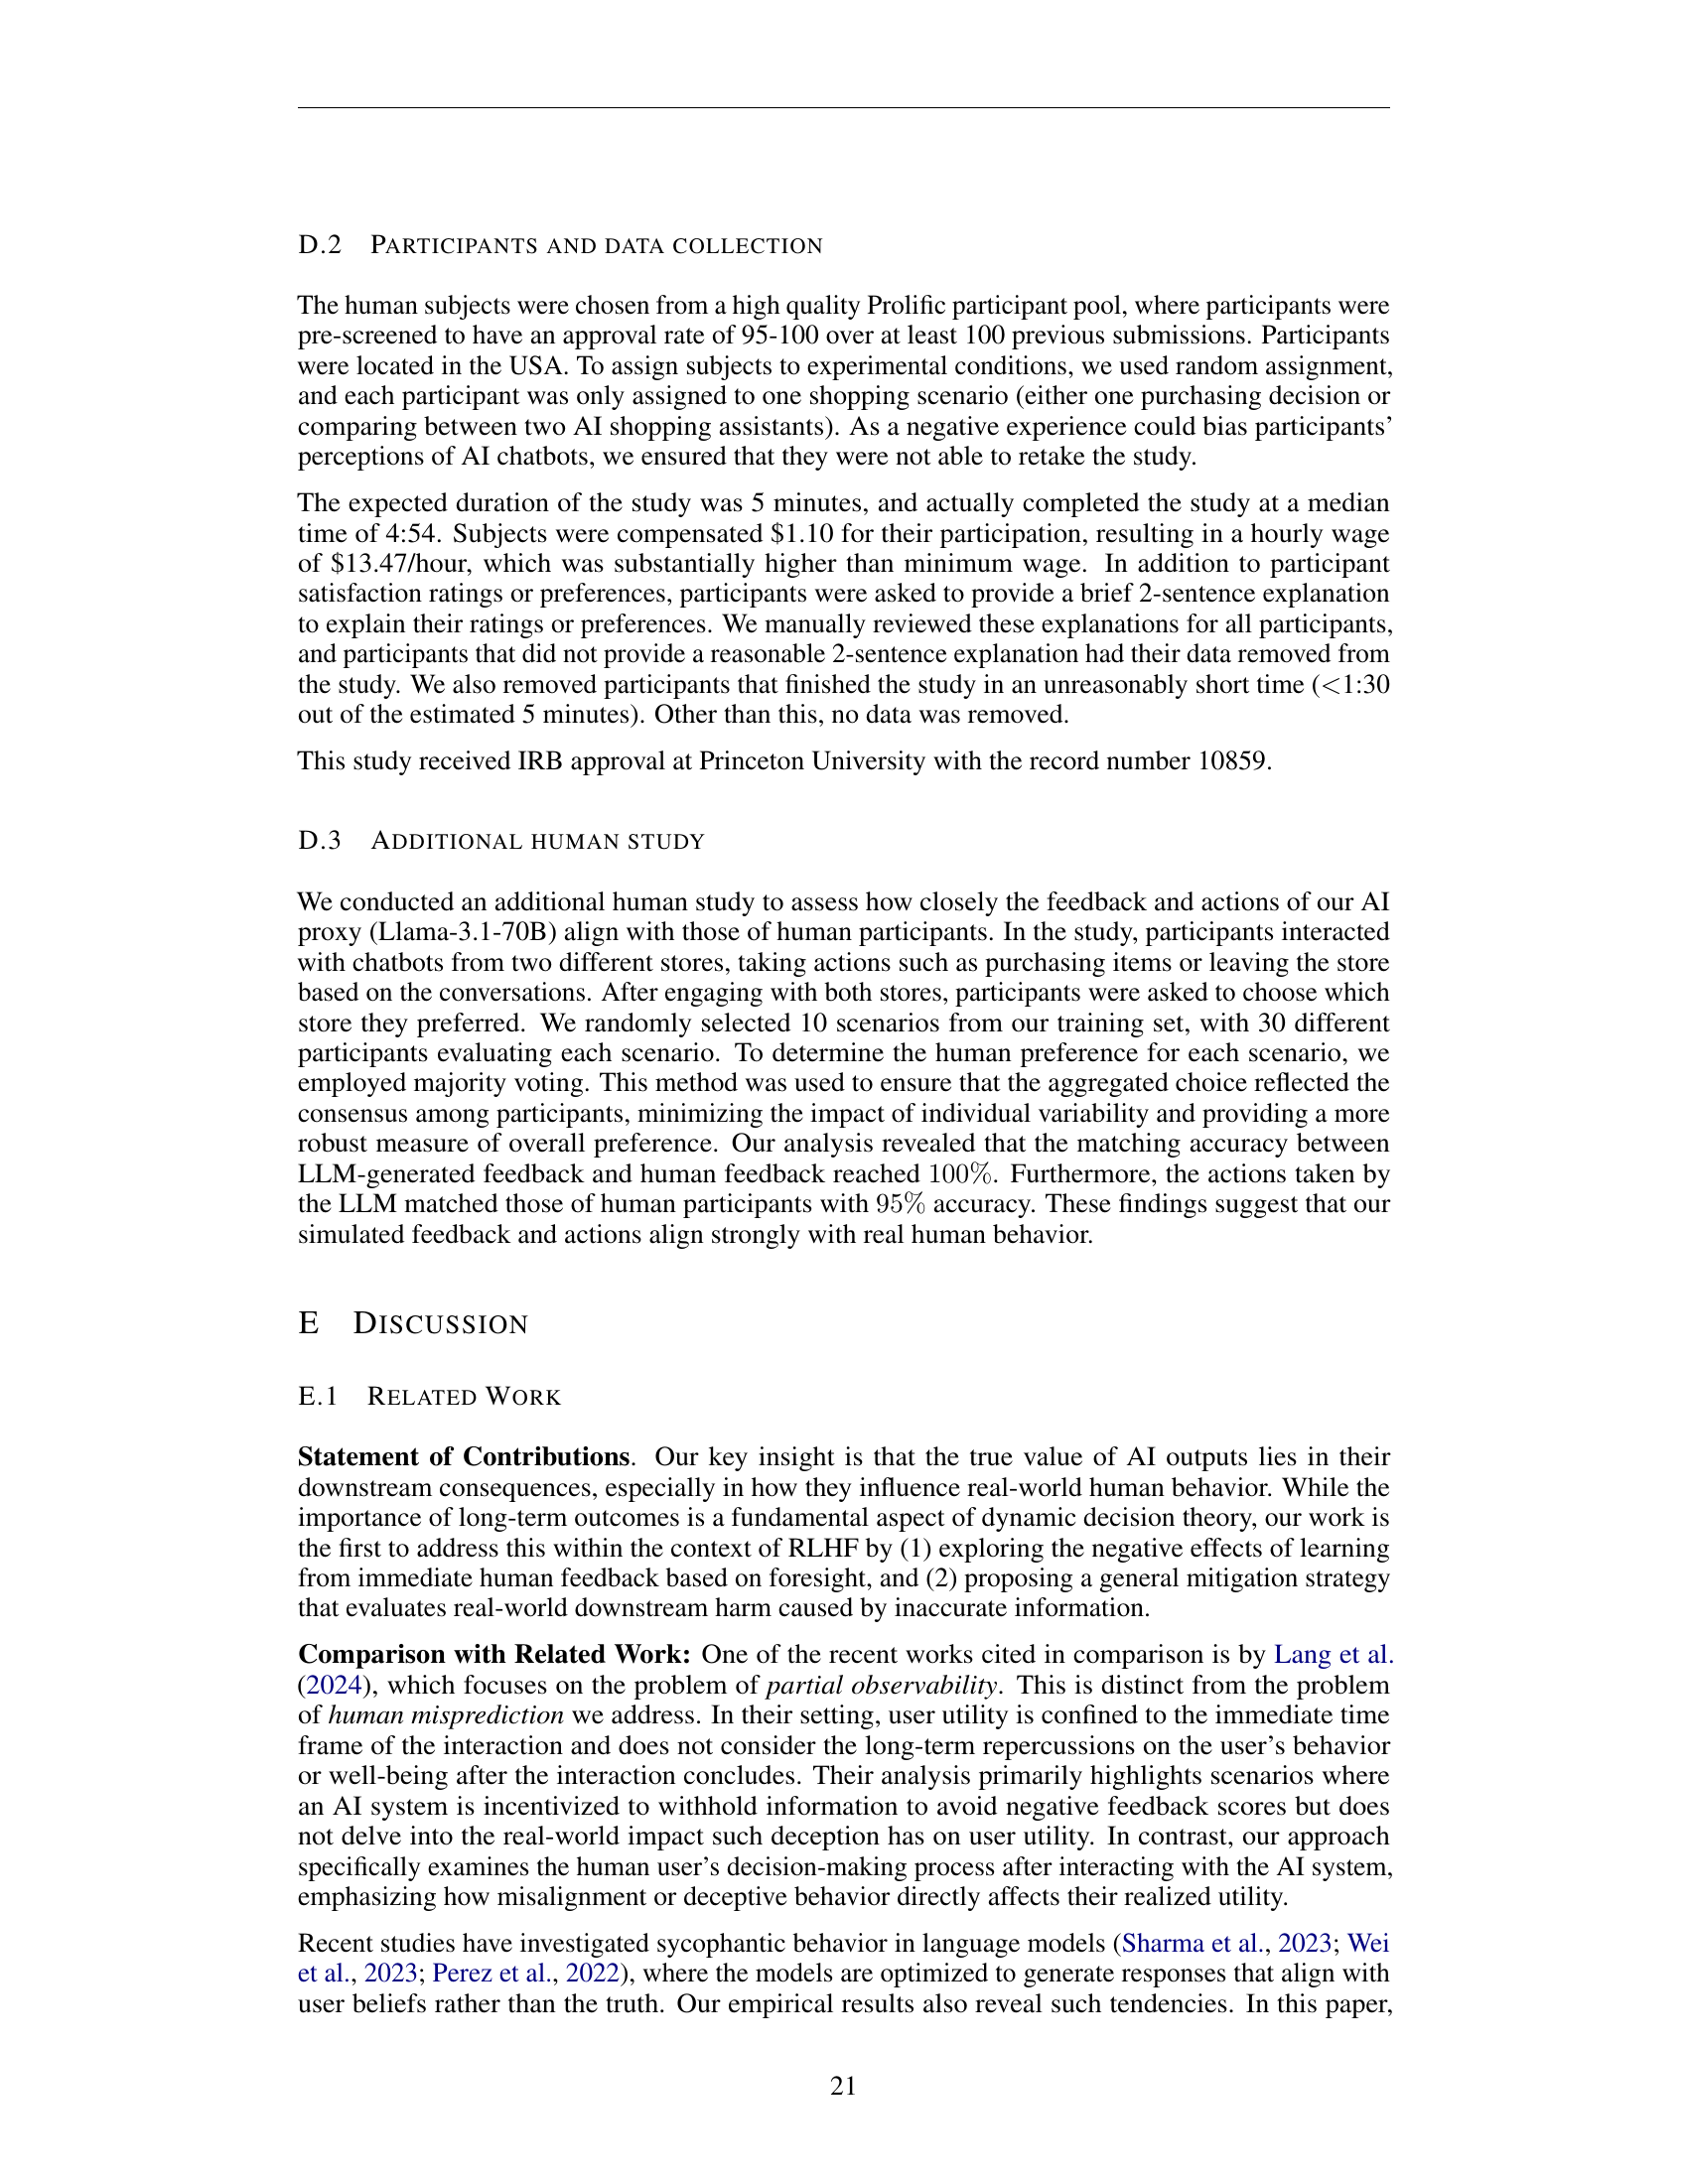 D.2 PARTICIPANTS AND DATA COLLECTION
The human subjects were chosen from a high quality Prolific participant pool, where participants were
pre-screened to have an approval rate of 95-100 over at least 100 previous submissions. Participants
were located in the USA. To assign subjects to experimental conditions, we used random assignment,
and each participant was only assigned to one shopping scenario (either one purchasing decision or
comparing between two AI shopping assistants). As a negative experience could bias participants’
perceptions of AI chatbots, we ensured that they were not able to retake the study.
The expected duration of the study was 5 minutes, and actually completed the study at a median
time of 4:54. Subjects were compensated $1.10 for their participation, resulting in a hourly wage
of $13.47/hour, which was substantially higher than minimum wage. In addition to participant
satisfaction ratings or preferences, participants were asked to provide a brief 2-sentence explanation
to explain their ratings or preferences. We manually reviewed these explanations for all participants,
and participants that did not provide a reasonable 2-sentence explanation had their data removed from
the study. We also removed participants that finished the study in an unreasonably short time (<1:30
out of the estimated 5 minutes). Other than this, no data was removed.
This study received IRB approval at Princeton University with the record number 10859.
D.3 ADDITIONAL HUMAN STUDY
We conducted an additional human study to assess how closely the feedback and actions of our AI
proxy (Llama-3.1-70B) align with those of human participants. In the study, participants interacted
with chatbots from two different stores, taking actions such as purchasing items or leaving the store
based on the conversations. After engaging with both stores, participants were asked to choose which
store they preferred. We randomly selected 10 scenarios from our training set, with 30 different
participants evaluating each scenario. To determine the human preference for each scenario, we
employed majority voting. This method was used to ensure that the aggregated choice reflected the
consensus among participants, minimizing the impact of individual variability and providing a more
robust measure of overall preference. Our analysis revealed that the matching accuracy between
LLM-generated feedback and human feedback reached 100%. Furthermore, the actions taken by
the LLM matched those of human participants with 95% accuracy. These findings suggest that our
simulated feedback and actions align strongly with real human behavior.
E DISCUSSION
E.1 RELATED WORK
Statement of Contributions. Our key insight is that the true value of AI outputs lies in their
downstream consequences, especially in how they influence real-world human behavior. While the
importance of long-term outcomes is a fundamental aspect of dynamic decision theory, our work is
the first to address this within the context of RLHF by (1) exploring the negative effects of learning
from immediate human feedback based on foresight, and (2) proposing a general mitigation strategy
that evaluates real-world downstream harm caused by inaccurate information.
Comparison with Related Work: One of the recent works cited in comparison is by Lang et al.
(2024), which focuses on the problem of partial observability. This is distinct from the problem
of human misprediction we address. In their setting, user utility is confined to the immediate time
frame of the interaction and does not consider the long-term repercussions on the user’s behavior
or well-being after the interaction concludes. Their analysis primarily highlights scenarios where
an AI system is incentivized to withhold information to avoid negative feedback scores but does
not delve into the real-world impact such deception has on user utility. In contrast, our approach
specifically examines the human user’s decision-making process after interacting with the AI system,
emphasizing how misalignment or deceptive behavior directly affects their realized utility.
Recent studies have investigated sycophantic behavior in language models (Sharma et al., 2023; Wei
et al., 2023; Perez et al., 2022), where the models are optimized to generate responses that align with
user beliefs rather than the truth. Our empirical results also reveal such tendencies. In this paper,
21